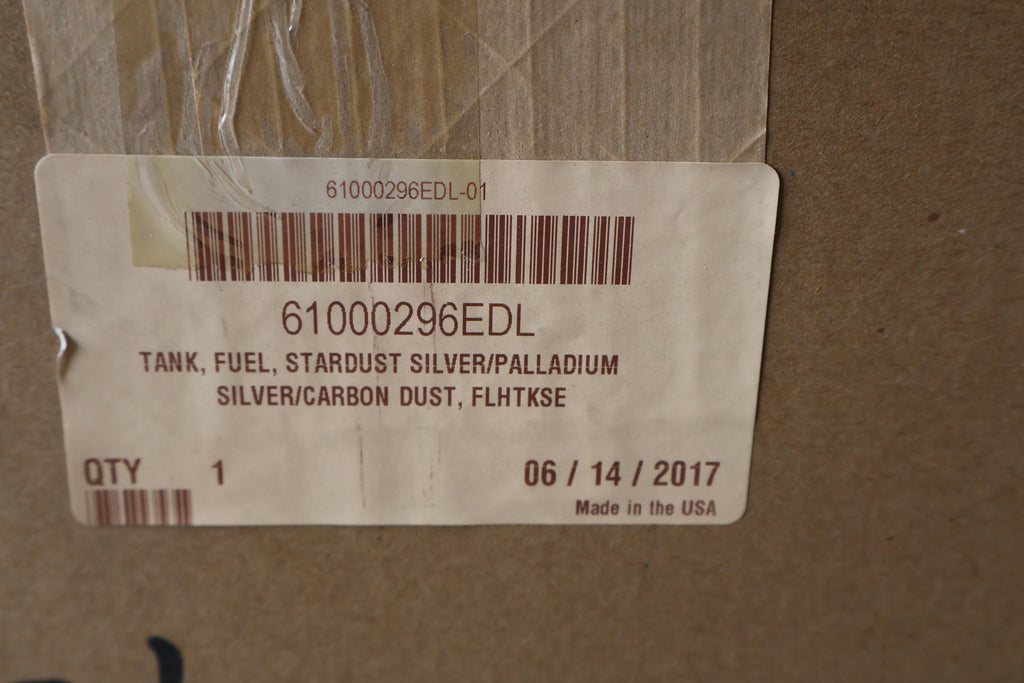 61000296EDL-01
61000296EDL
TANK, FUEL, STARDUST SILVER/PALLADIUM
SILVER/CARBON DUST, FLHTKSE
QTY 1 06 / 14 / 2017
Made in the USA